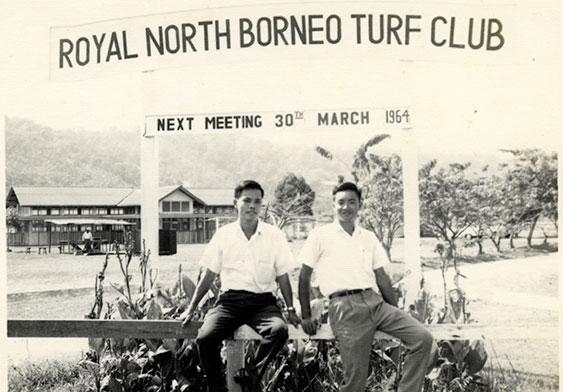 ROYAL NORTH BORNEO TURF CLUB
NEXT MEETING 30TH MARCH 1964